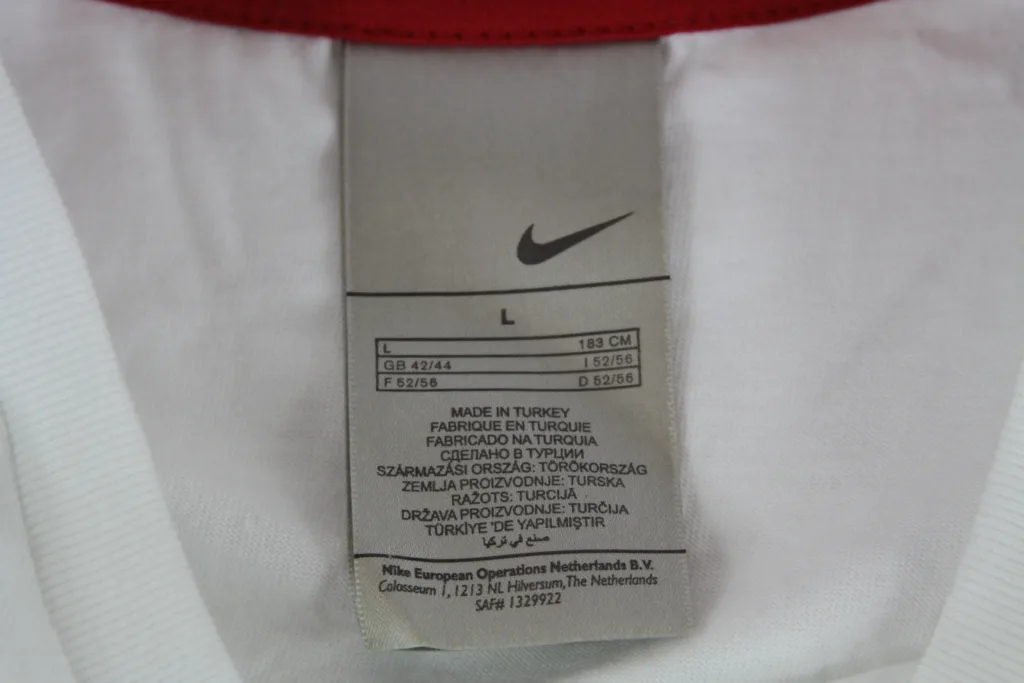 L
L 183 CM
GB 42/44 I 52/56
F 52/56 D 52/56
MADE IN TURKEY
FABRIQUE EN TURQUIE
FABRICADO NA TURQUIA
СДЕЛАНО В ТУРЦИИ
SZÁRMAZÁSI ORSZÁG: TÖRÖKORSZÁG
ZEMLJA PROIZVODNJE: TURSKA
RAŽOTS: TURCIJĀ
DRŽAVA PROIZVODNJE: TURČIJA
TÜRKİYE 'DE YAPILMIŞTIR
صنع في تركيا
Nike European Operations Netherlands B.V.
Colosseum 1, 1213 NL Hilversum,The Netherlands
SAF# 1329922